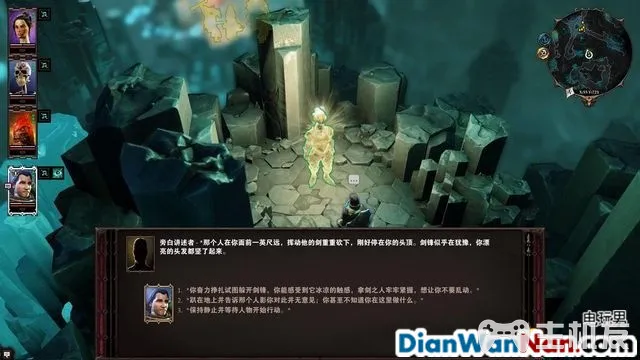 旁白讲述者 - *那个人在你面前一英尺远，挥动他的剑重重砍下，刚好停在你的头顶。剑锋似乎在犹豫，你漂
亮的头发都竖了起来。
1. *你奋力挣扎试图躲开剑锋，你能感受到它冰凉的触感，拿剑之人牢牢紧握，想让你不要乱动。*
2. *趴在地上并告诉那个人影你对此并无意见；你甚至不知道你在这里做什么。*
3. *保持静止并等待人物开始行动。*
电玩男
DianWanNan.com